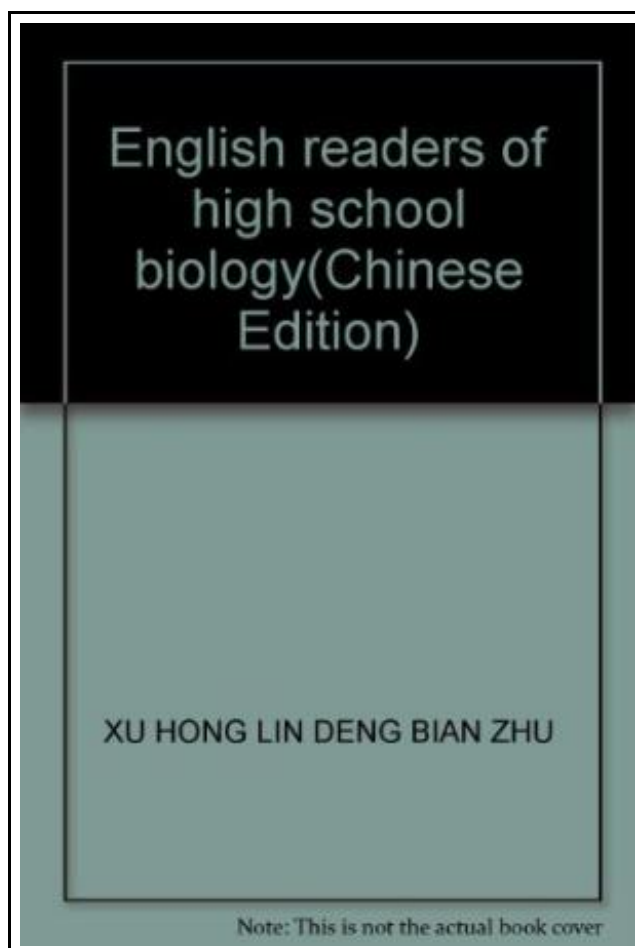 English readers of
high school
biology(Chinese
Edition)
XU HONG LIN DENG BIAN ZHU
Note: This is not the actual book cover